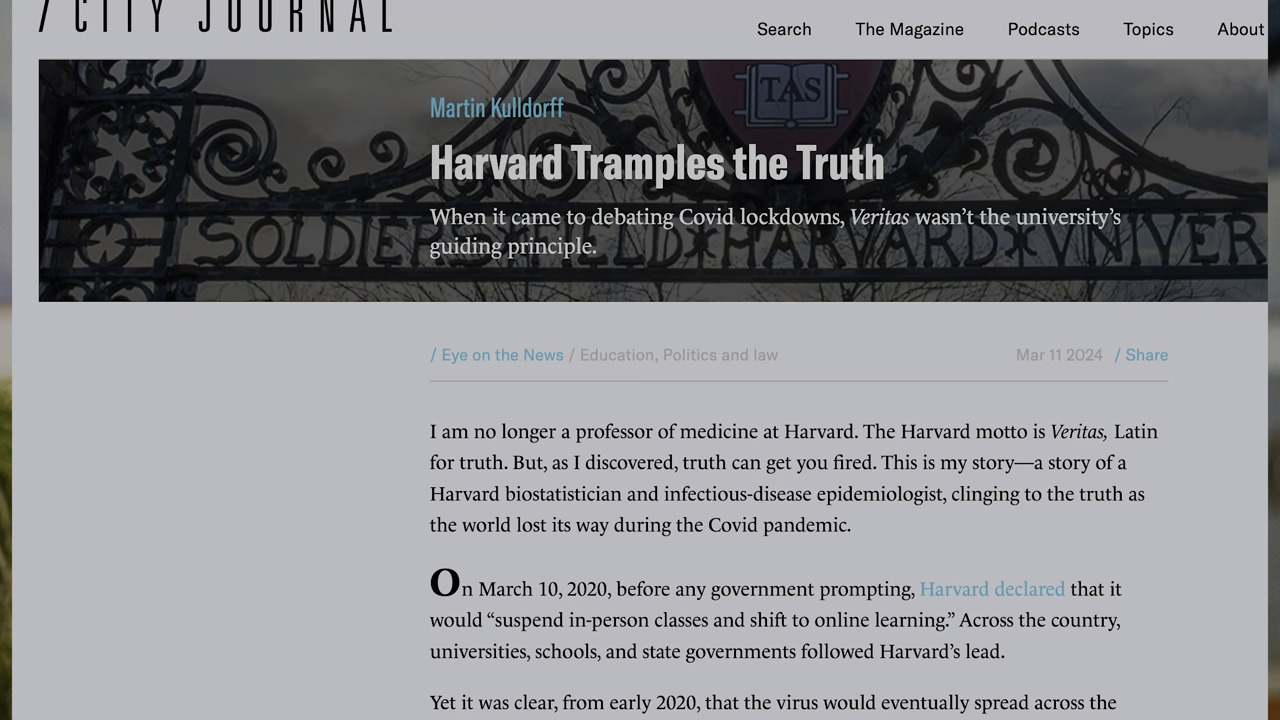 / CITY JOURNAL
Search The Magazine Podcasts Topics About
TAS
Martin Kulldorff
Harvard Tramples the Truth
When it came to debating Covid lockdowns, Veritas wasn't the university's
guiding principle.
SOLDIERS FIELD HARVARD VNIVER
/ Eye on the News / Education, Politics and law Mar 11 2024 / Share
I am no longer a professor of medicine at Harvard. The Harvard motto is Veritas, Latin
for truth. But, as I discovered, truth can get you fired. This is my story—a story of a
Harvard biostatistician and infectious-disease epidemiologist, clinging to the truth as
the world lost its way during the Covid pandemic.
On March 10, 2020, before any government prompting, Harvard declared that it
would “suspend in-person classes and shift to online learning.” Across the country,
universities, schools, and state governments followed Harvard’s lead.
Yet it was clear, from early 2020, that the virus would eventually spread across the